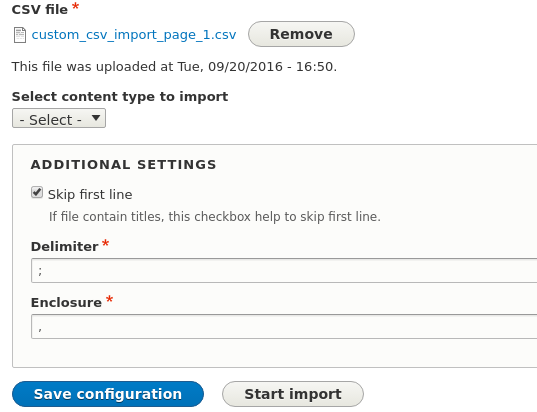 CSV file *
custom_csv_import_page_1.csv Remove
This file was uploaded at Tue, 09/20/2016 - 16:50.
Select content type to import
- Select -
ADDITIONAL SETTINGS
Skip first line
If file contain titles, this checkbox help to skip first line.
Delimiter *
;
Enclosure *
,
Save configuration Start import